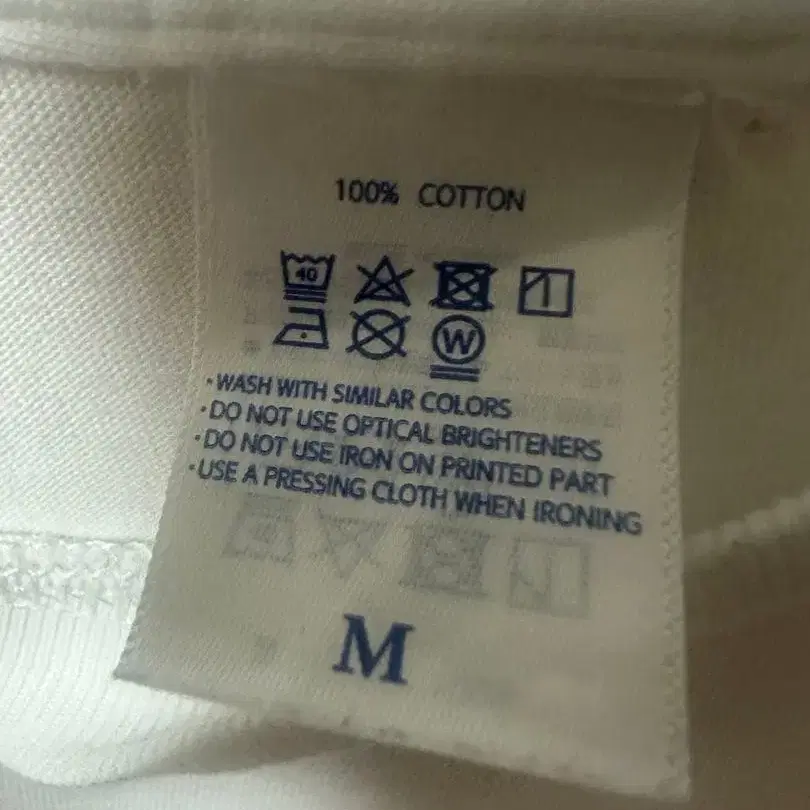 100% COTTON
40
W
·WASH WITH SIMILAR COLORS
·DO NOT USE OPTICAL BRIGHTENERS
·DO NOT USE IRON ON PRINTED PART
·USE A PRESSING CLOTH WHEN IRONING
M